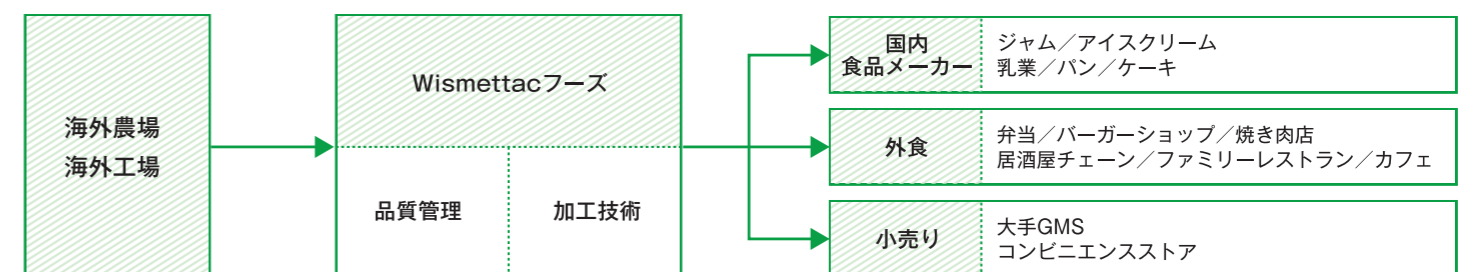 海外農場
海外工場
Wismettacフーズ
品質管理
加工技術
国内
食品メーカー
ジャム／アイスクリーム
乳業／パン／ケーキ
外食
弁当／バーガーショップ／焼き肉店
居酒屋チェーン／ファミリーレストラン／カフェ
小売り
大手GMS
コンビニエンスストア